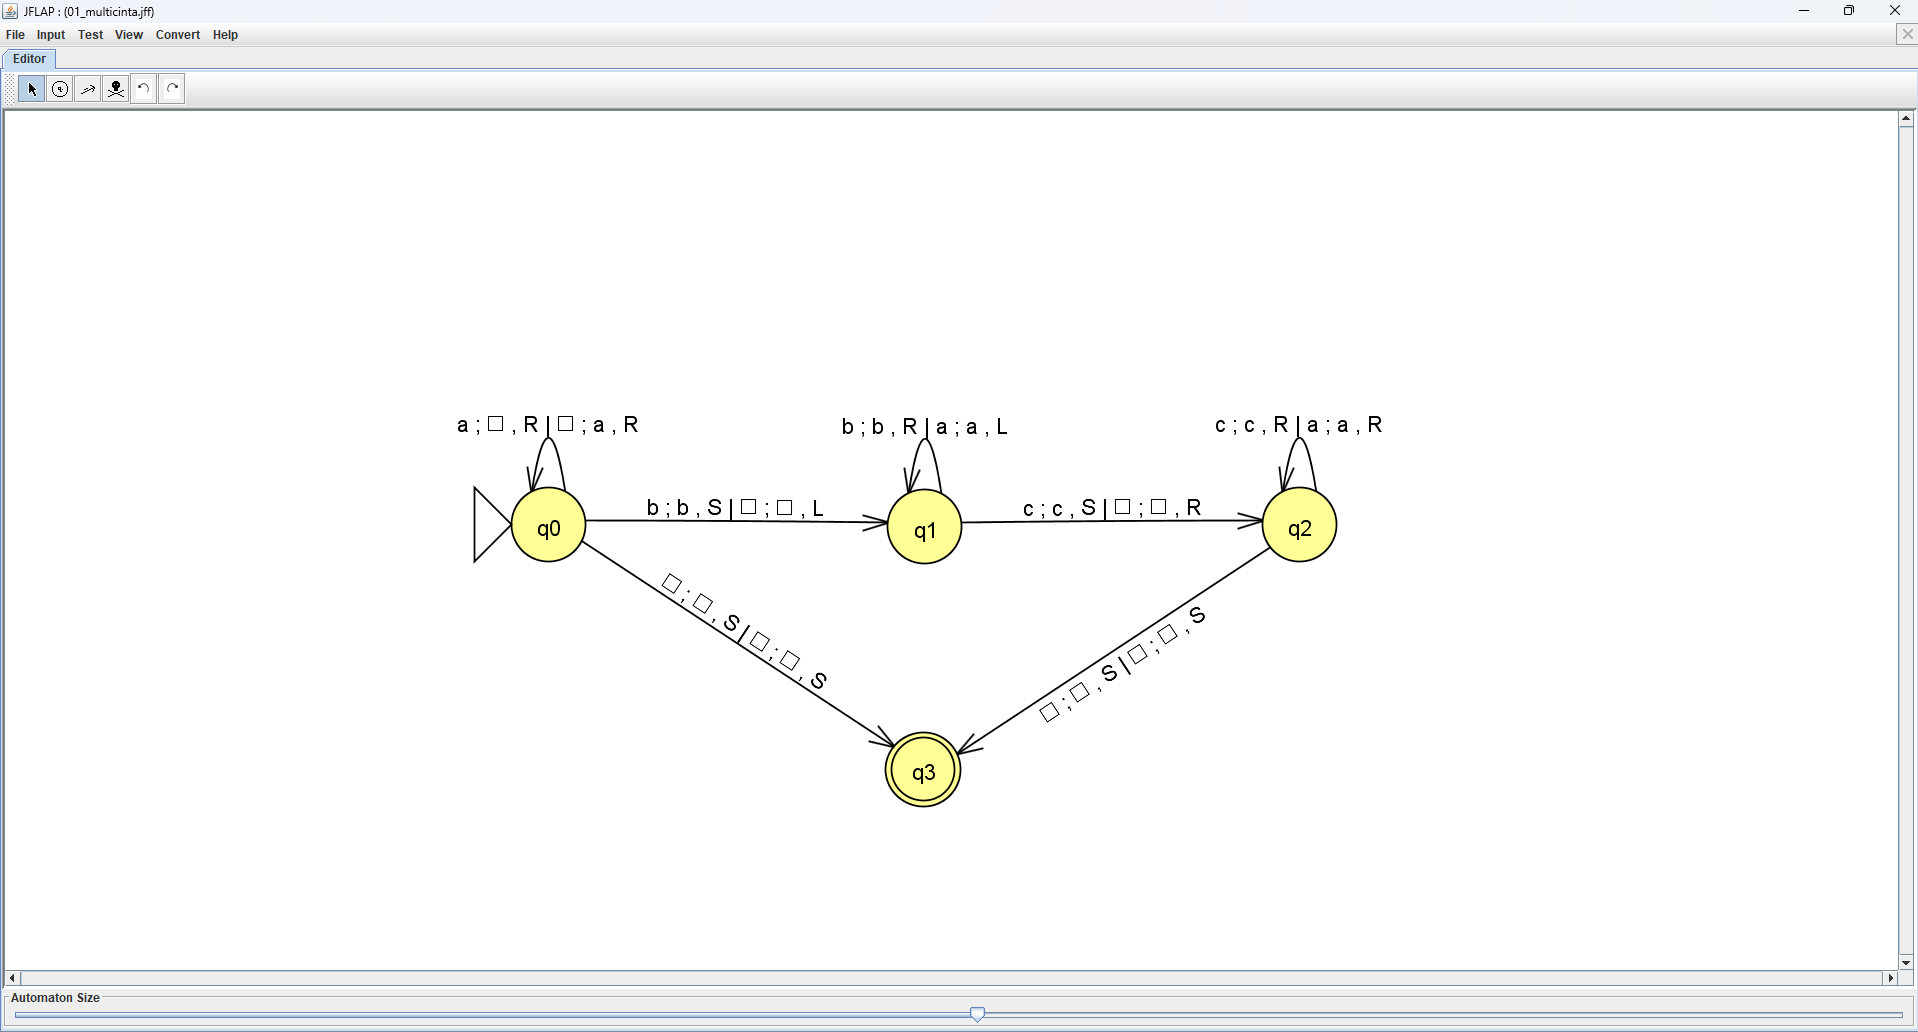 JFLAP : (01_multicinta.jff)
File Input Test View Convert Help
Editor
a ; □ , R | □ ; a , R
b ; b , R | a ; a , L
c ; c , R | a ; a , R
b ; b , S | □ ; □ , L
c ; c , S | □ ; □ , R
q0
q1
q2
□ ; □ , S | □ ; □ , S
□ ; □ , S | □ ; □ , S
q3
Automaton Size